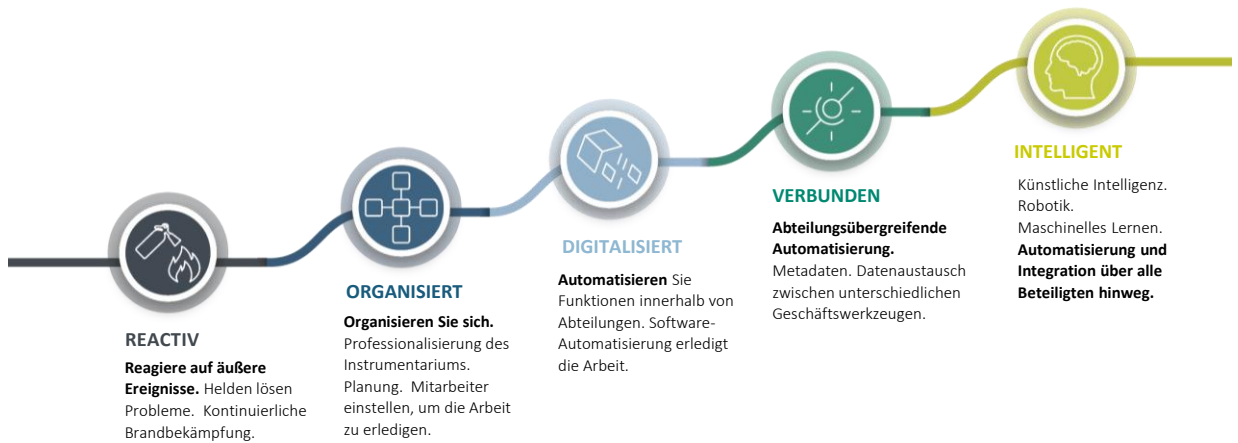 REACTIV
Reagiere auf äußere
Ereignisse. Helden lösen
Probleme. Kontinuierliche
Brandbekämpfung.
ORGANISIERT
Organisieren Sie sich.
Professionalisierung des
Instrumentariums.
Planung. Mitarbeiter
einstellen, um die Arbeit
zu erledigen.
DIGITALISIERT
Automatisieren Sie
Funktionen innerhalb von
Abteilungen. Software-
Automatisierung erledigt
die Arbeit.
VERBUNDEN
Abteilungsübergreifende
Automatisierung.
Metadaten. Datenaustausch
zwischen unterschiedlichen
Geschäftswerkzeugen.
INTELLIGENT
Künstliche Intelligenz.
Robotik.
Maschinelles Lernen.
Automatisierung und
Integration über alle
Beteiligten hinweg.